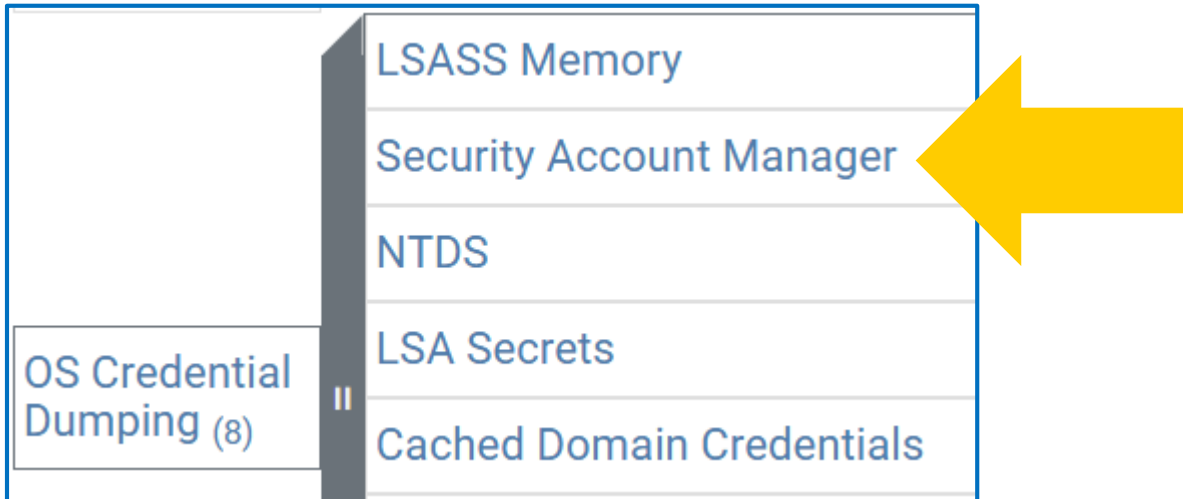 LSASS Memory
Security Account Manager
NTDS
LSA Secrets
Cached Domain Credentials
OS Credential
Dumping (8)